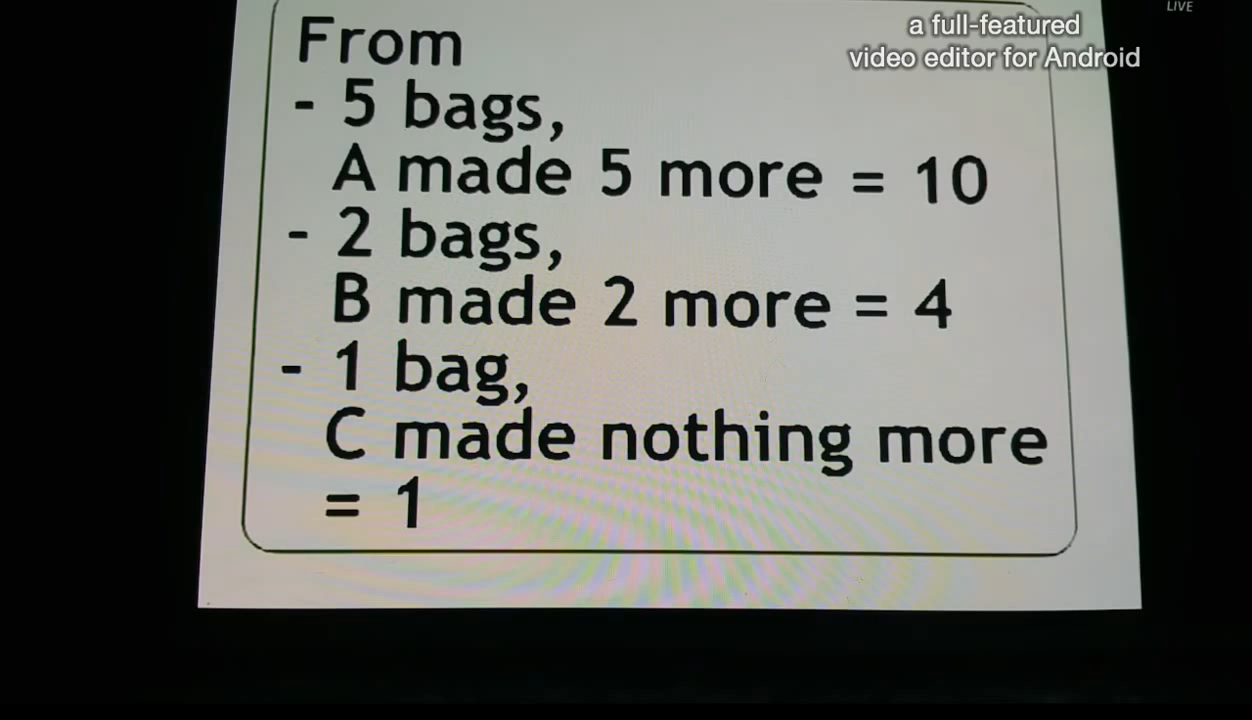 LIVE
a full-featured
video editor for Android
From
- 5 bags,
A made 5 more = 10
- 2 bags,
B made 2 more = 4
- 1 bag,
C made nothing more
= 1